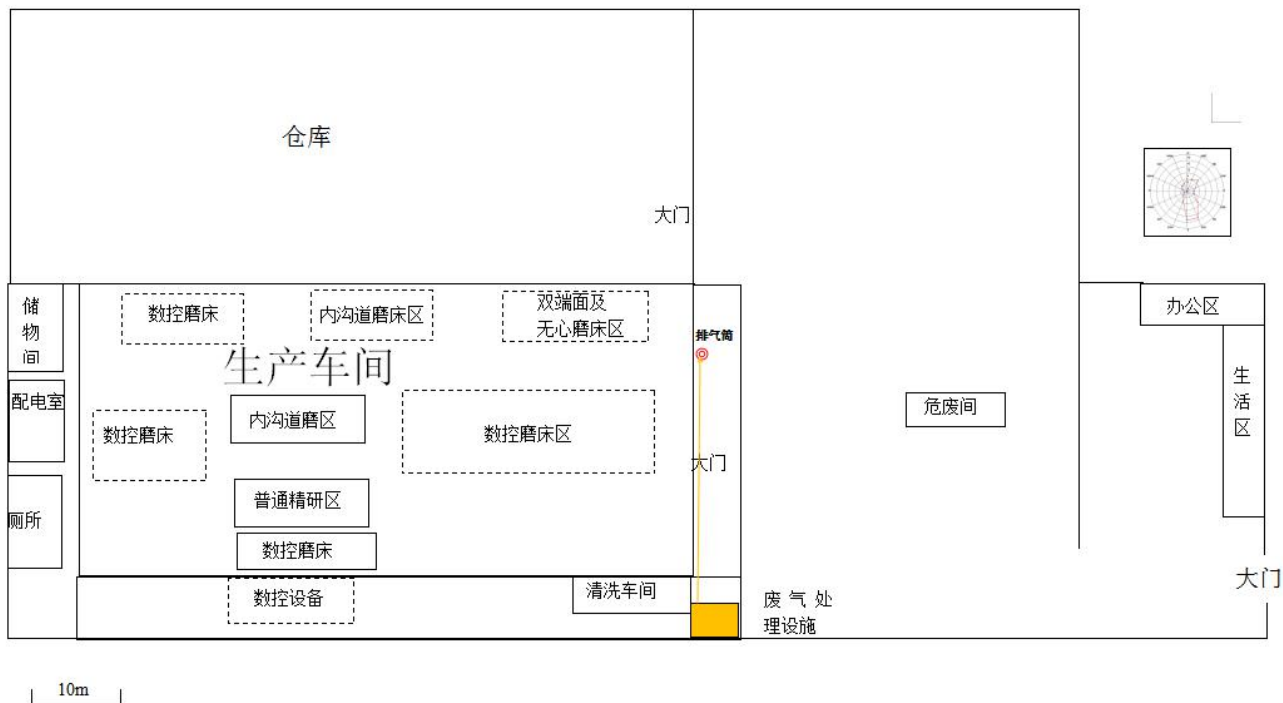 仓库
大门
储
物
间
数控磨床
内沟道磨床区
双端面及
无心磨床区
排气筒
办公区
生产车间
生
活
区
配电室
内沟道磨区
数控磨床
数控磨床区
危废间
大门
普通精研区
厕所
数控磨床
大门
数控设备
清洗车间
废 气 处
理设施
10m